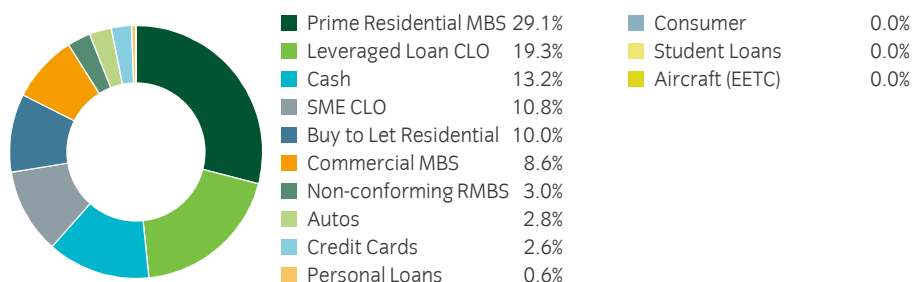 Prime Residential MBS 29.1%
Leveraged Loan CLO 19.3%
Cash 13.2%
SME CLO 10.8%
Buy to Let Residential 10.0%
Commercial MBS 8.6%
Non-conforming RMBS 3.0%
Autos 2.8%
Credit Cards 2.6%
Personal Loans 0.6%
Consumer 0.0%
Student Loans 0.0%
Aircraft (EETC) 0.0%